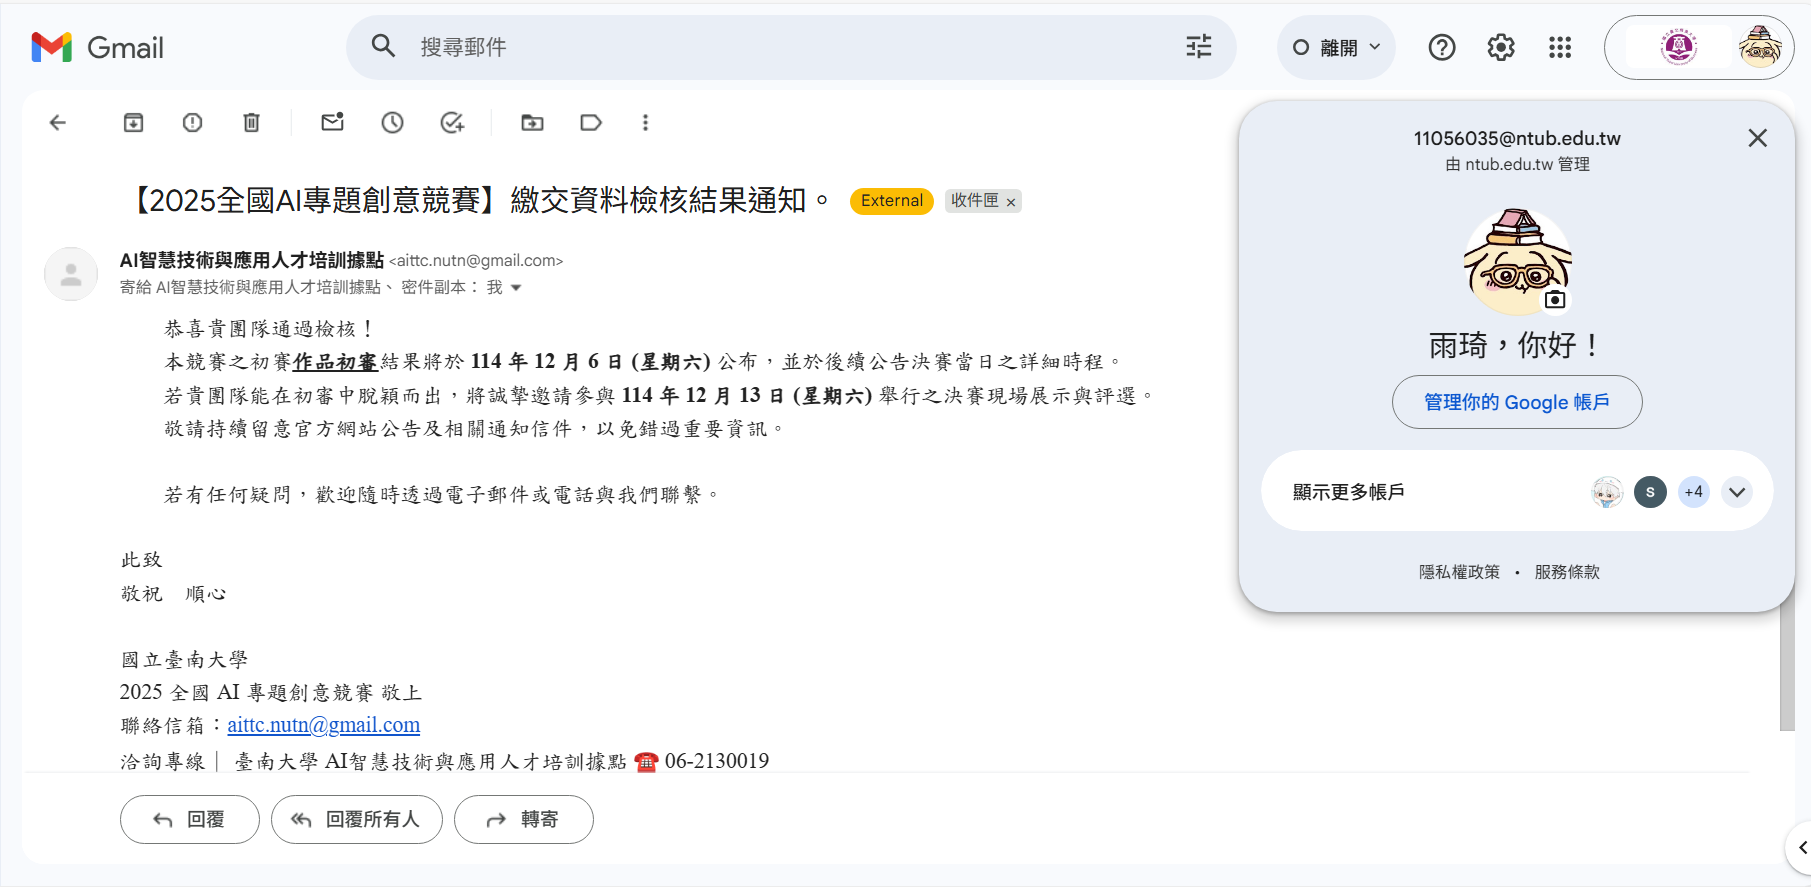 Gmail
搜尋郵件
離開
【2025全國AI專題創意競賽】繳交資料檢核結果通知。 External 收件匣 ×
AI智慧技術與應用人才培訓據點 <aittc.nutn@gmail.com>
寄給 AI智慧技術與應用人才培訓據點、密件副本： 我
恭喜貴團隊通過檢核！
本競賽之初賽作品初審結果將於 114 年 12 月 6 日 (星期六) 公布，並於後續公告決賽當日之詳細時程。
若貴團隊能在初審中脫穎而出，將誠摯邀請參與 114 年 12 月 13 日 (星期六) 舉行之決賽現場展示與評選。
敬請持續留意官方網站公告及相關通知信件，以免錯過重要資訊。
若有任何疑問，歡迎隨時透過電子郵件或電話與我們聯繫。
此致
敬祝 順心
國立臺南大學
2025 全國 AI 專題創意競賽 敬上
聯絡信箱：aittc.nutn@gmail.com
洽詢專線｜ 臺南大學 AI智慧技術與應用人才培訓據點 ☎️ 06-2130019
回覆
回覆所有人
轉寄
11056035@ntub.edu.tw
由 ntub.edu.tw 管理
雨琦，你好！
管理你的 Google 帳戶
顯示更多帳戶
s
+4
隱私權政策 • 服務條款